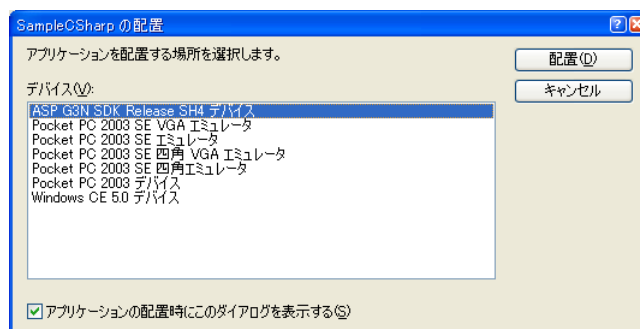 SampleCSharp の配置
アプリケーションを配置する場所を選択します。
配置(D)
デバイス(V):
キャンセル
ASP G3N SDK Release SH4 デバイス
Pocket PC 2003 SE VGA エミュレータ
Pocket PC 2003 SE エミュレータ
Pocket PC 2003 SE 四角 VGA エミュレータ
Pocket PC 2003 SE 四角エミュレータ
Pocket PC 2003 デバイス
Windows CE 5.0 デバイス
アプリケーションの配置時にこのダイアログを表示する(S)